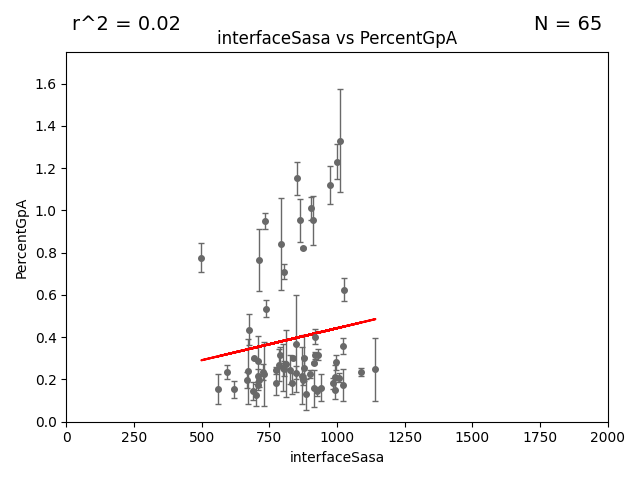 r^2 = 0.02
N = 65
interfaceSasa vs PercentGpA
PercentGpA
1.6
1.4
1.2
1.0
0.8
0.6
0.4
0.2
0.0
0 250 500 750 1000 1250 1500 1750 2000
interfaceSasa